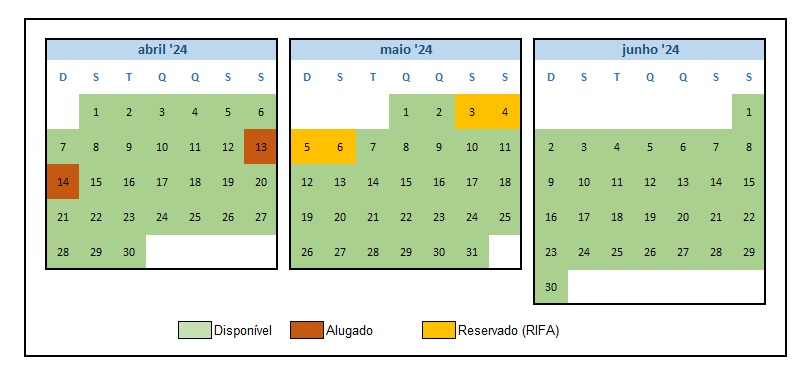 abril '24
D S T Q Q S S
1 2 3 4 5 6
7 8 9 10 11 12 13
14 15 16 17 18 19 20
21 22 23 24 25 26 27
28 29 30
maio '24
D S T Q Q S S
1 2 3 4
5 6 7 8 9 10 11
12 13 14 15 16 17 18
19 20 21 22 23 24 25
26 27 28 29 30 31
junho '24
D S T Q Q S S
1
2 3 4 5 6 7 8
9 10 11 12 13 14 15
16 17 18 19 20 21 22
23 24 25 26 27 28 29
30
Disponível Alugado Reservado (RIFA)